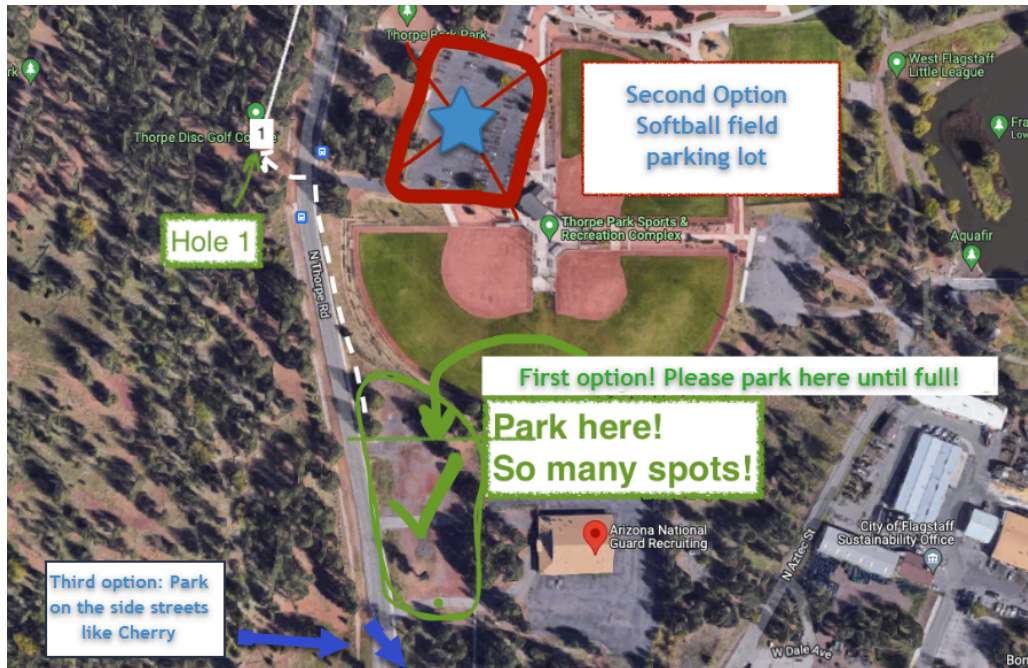 Thorpe Bark Park
Second Option
Softball field
parking lot
West Flagstaff
Little League
Thorpe Disc Golf Co
1
Hole 1
N Thorpe Rd
Thorpe Park Sports &
Recreation Complex
Aquafir
First option! Please park here until full!
Park here!
So many spots!
Arizona National
Guard Recruiting
City of Flagstaff
Sustainability Office
N Aztec St
Third option: Park
on the side streets
like Cherry
W Dale Ave